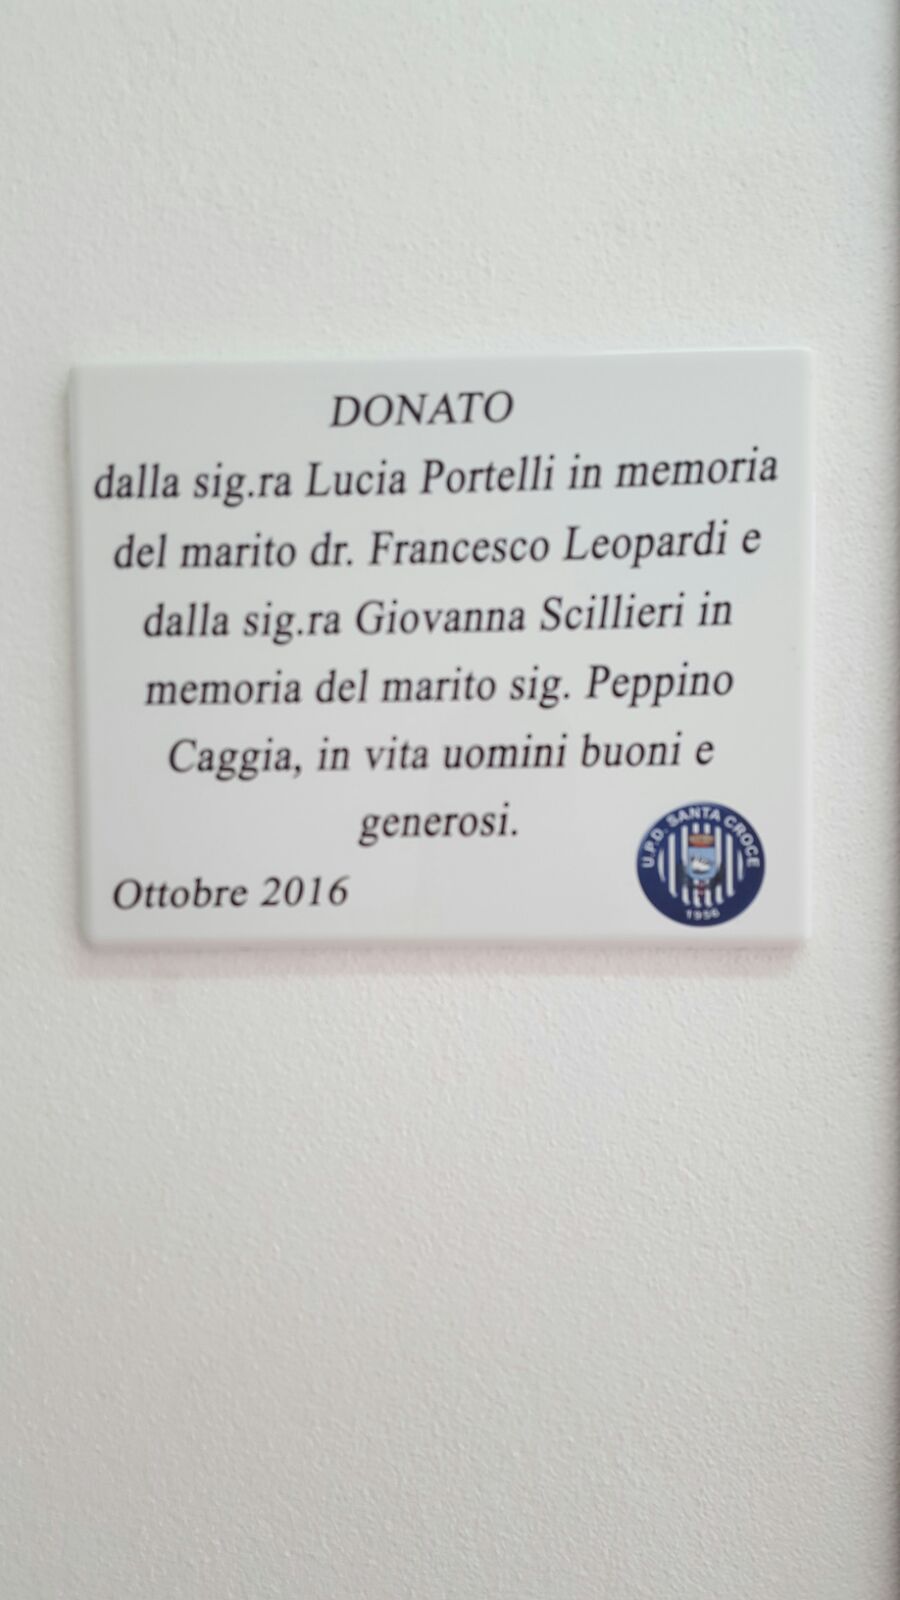 DONATO
dalla sig.ra Lucia Portelli in memoria
del marito dr. Francesco Leopardi e
dalla sig.ra Giovanna Scillieri in
memoria del marito sig. Peppino
Caggia, in vita uomini buoni e
generosi.
Ottobre 2016
U.P.D. SANTA CROCE
1956